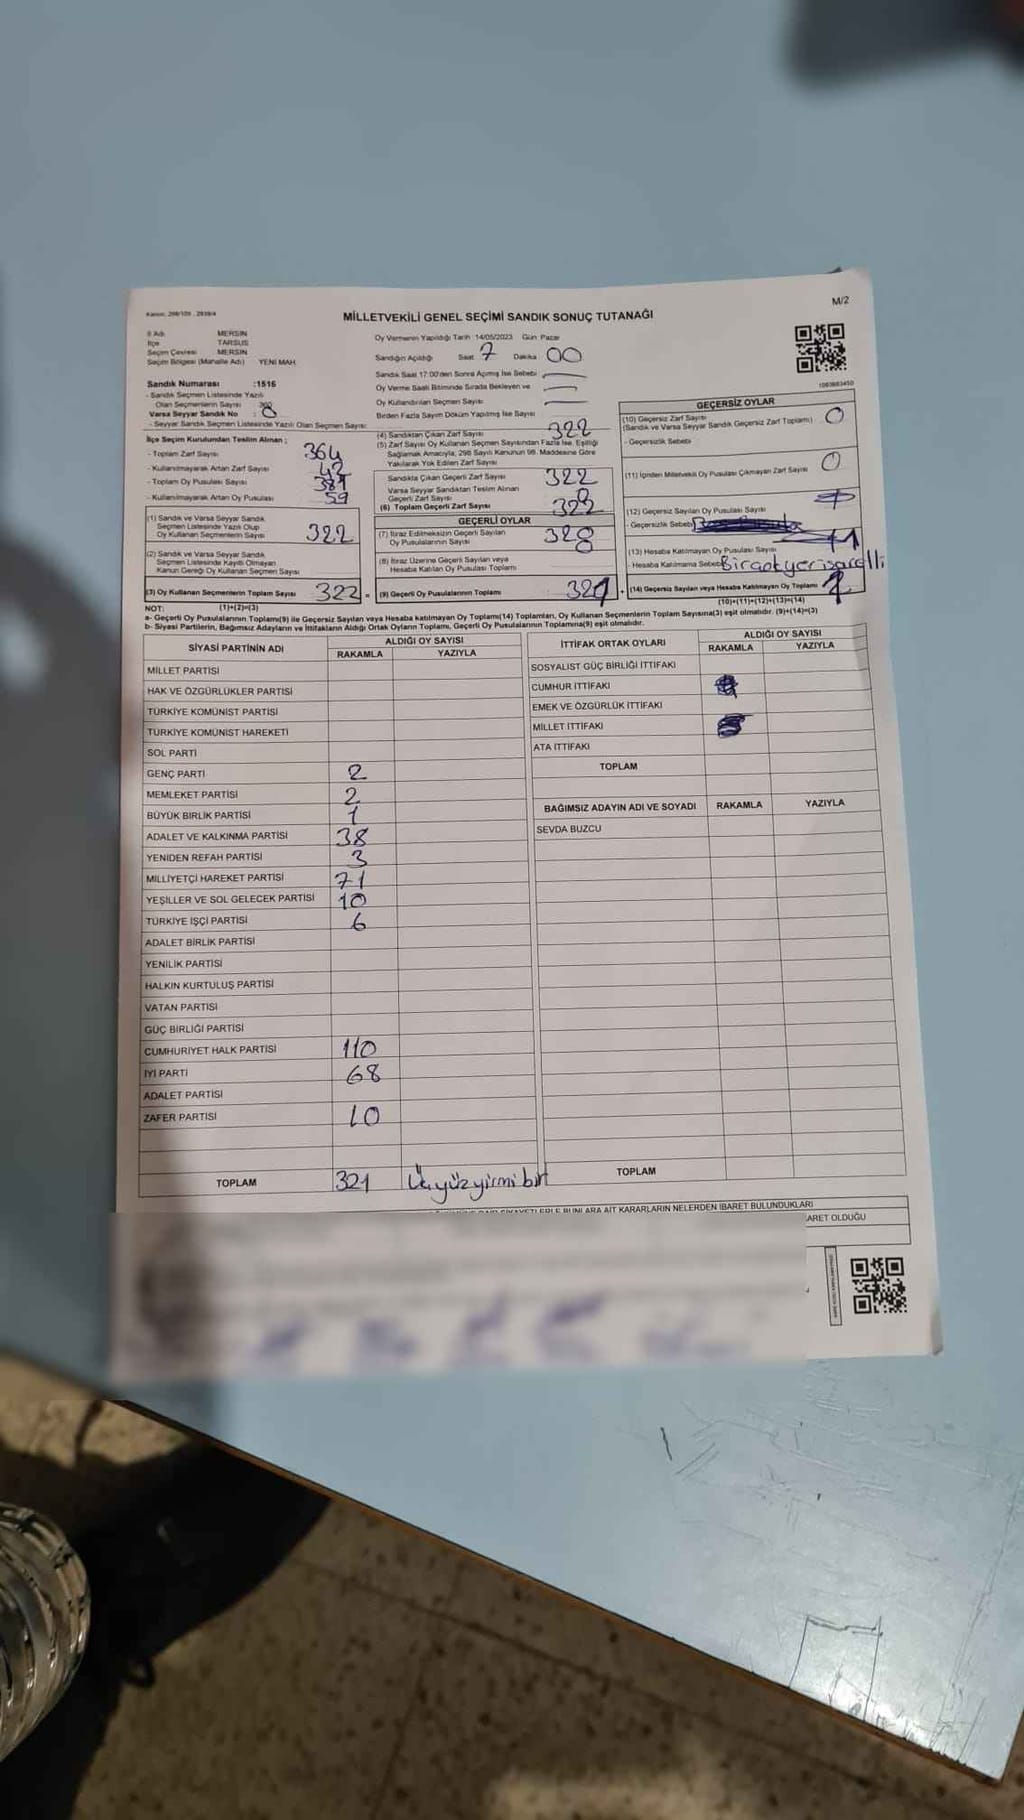 Kanun: 298/105 , 2839/4
M/2
MİLLETVEKİLİ GENEL SEÇİMİ SANDIK SONUÇ TUTANAĞI
İl Adı MERSİN
İlçe TARSUS
Seçim Çevresi MERSİN
Seçim Bölgesi (Mahalle Adı) YENİ MAH.
Sandık Numarası :1516
- Sandık Seçmen Listesinde Yazılı
Olan Seçmenlerin Sayısı 360
Varsa Seyyar Sandık No : 0
- Seyyar Sandık Seçmen Listesinde Yazılı Olan Seçmen Sayısı:
İlçe Seçim Kurulundan Teslim Alınan ;
- Toplam Zarf Sayısı 364
- Kullanılmayarak Artan Zarf Sayısı 42
- Toplam Oy Pusulası Sayısı
- Kullanılmayarak Artan Oy Pusulası 59
(1) Sandık ve Varsa Seyyar Sandık
Seçmen Listesinde Yazılı Olup
Oy Kullanan Seçmenlerin Sayısı 322
(2) Sandık ve Varsa Seyyar Sandık
Seçmen Listesinde Kayıtlı Olmayan
Kanun Gereği Oy Kullanan Seçmen Sayısı
(3) Oy Kullanan Seçmenlerin Toplam Sayısı 322 =
(1)+(2)=(3)
Oy Vermenin Yapıldığı Tarih :14/05/2023 Gün Pazar
Sandığın Açıldığı Saat 7 Dakika 00
Sandık Saat 17:00'den Sonra Açılmış İse Sebebi
Oy Verme Saati Bitiminde Sırada Bekleyen ve
Oy Kullandırılan Seçmen Sayısı
Birden Fazla Sayım Döküm Yapılmış İse Sayısı
(4) Sandıktan Çıkan Zarf Sayısı 322
(5) Zarf Sayısı Oy Kullanan Seçmen Sayısından Fazla İse, Eşitliği
Sağlamak Amacıyla, 298 Sayılı Kanunun 98. Maddesine Göre
Yakılarak Yok Edilen Zarf Sayısı
Sandıkta Çıkan Geçerli Zarf Sayısı 322
Varsa Seyyar Sandıktan Teslim Alınan
Geçerli Zarf Sayısı 0
(6) Toplam Geçerli Zarf Sayısı 322
GEÇERLİ OYLAR
(7) İtiraz Edilmeksizin Geçerli Sayılan
Oy Pusulalarının Sayısı
(8) İtiraz Üzerine Geçerli Sayılan veya
Hesaba Katılan Oy Pusulası Toplamı
(9) Geçerli Oy Pusulalarının Toplamı 321 +
1080883450
GEÇERSİZ OYLAR
(10) Geçersiz Zarf Sayısı 0
(Sandık ve Varsa Seyyar Sandık Geçersiz Zarf Toplamı)
- Geçersizlik Sebebi
(11) İçinden Milletvekili Oy Pusulası Çıkmayan Zarf Sayısı 0
(12) Geçersiz Sayılan Oy Pusulası Sayısı
- Geçersizlik Sebebi
(13) Hesaba Katılmayan Oy Pusulası Sayısı
- Hesaba Katılmama Sebebi
(14) Geçersiz Sayılan veya Hesaba Katılmayan Oy Toplamı
(10)+(11)+(12)+(13)=(14)
NOT:
a- Geçerli Oy Pusulalarının Toplamı(9) ile Geçersiz Sayılan veya Hesaba katılmayan Oy Toplamı(14) Toplamları, Oy Kullanan Seçmenlerin Toplam Sayısına(3) eşit olmalıdır. (9)+(14)=(3)
b- Siyasi Partilerin, Bağımsız Adayların ve İttifakların Aldığı Ortak Oyların Toplamı, Geçerli Oy Pusulalarının Toplamına(9) eşit olmalıdır.
SİYASİ PARTİNİN ADI ALDIĞI OY SAYISI
RAKAMLA YAZIYLA
MİLLET PARTİSİ
HAK VE ÖZGÜRLÜKLER PARTİSİ
TÜRKİYE KOMÜNİST PARTİSİ
TÜRKİYE KOMÜNİST HAREKETİ
SOL PARTİ
GENÇ PARTİ 2
MEMLEKET PARTİSİ 2
BÜYÜK BİRLİK PARTİSİ 1
ADALET VE KALKINMA PARTİSİ 38
YENİDEN REFAH PARTİSİ 3
MİLLİYETÇİ HAREKET PARTİSİ 71
YEŞİLLER VE SOL GELECEK PARTİSİ 10
TÜRKİYE İŞÇİ PARTİSİ 6
ADALET BİRLİK PARTİSİ
YENİLİK PARTİSİ
HALKIN KURTULUŞ PARTİSİ
VATAN PARTİSİ
GÜÇ BİRLİĞİ PARTİSİ
CUMHURİYET HALK PARTİSİ 110
İYİ PARTİ 68
ADALET PARTİSİ
ZAFER PARTİSİ 10
TOPLAM 321 Üçyüzyirmi bir
İTTİFAK ORTAK OYLARI ALDIĞI OY SAYISI
RAKAMLA YAZIYLA
SOSYALİST GÜÇ BİRLİĞİ İTTİFAKI
CUMHUR İTTİFAKI
EMEK VE ÖZGÜRLÜK İTTİFAKI
MİLLET İTTİFAKI
ATA İTTİFAKI
TOPLAM
BAĞIMSIZ ADAYIN ADI VE SOYADI RAKAMLA YAZIYLA
SEVDA BUZCU
TOPLAM
BUNLARA AİT KARARLARIN NELERDEN İBARET BULUNDUKLARI
ARET OLDUĞU